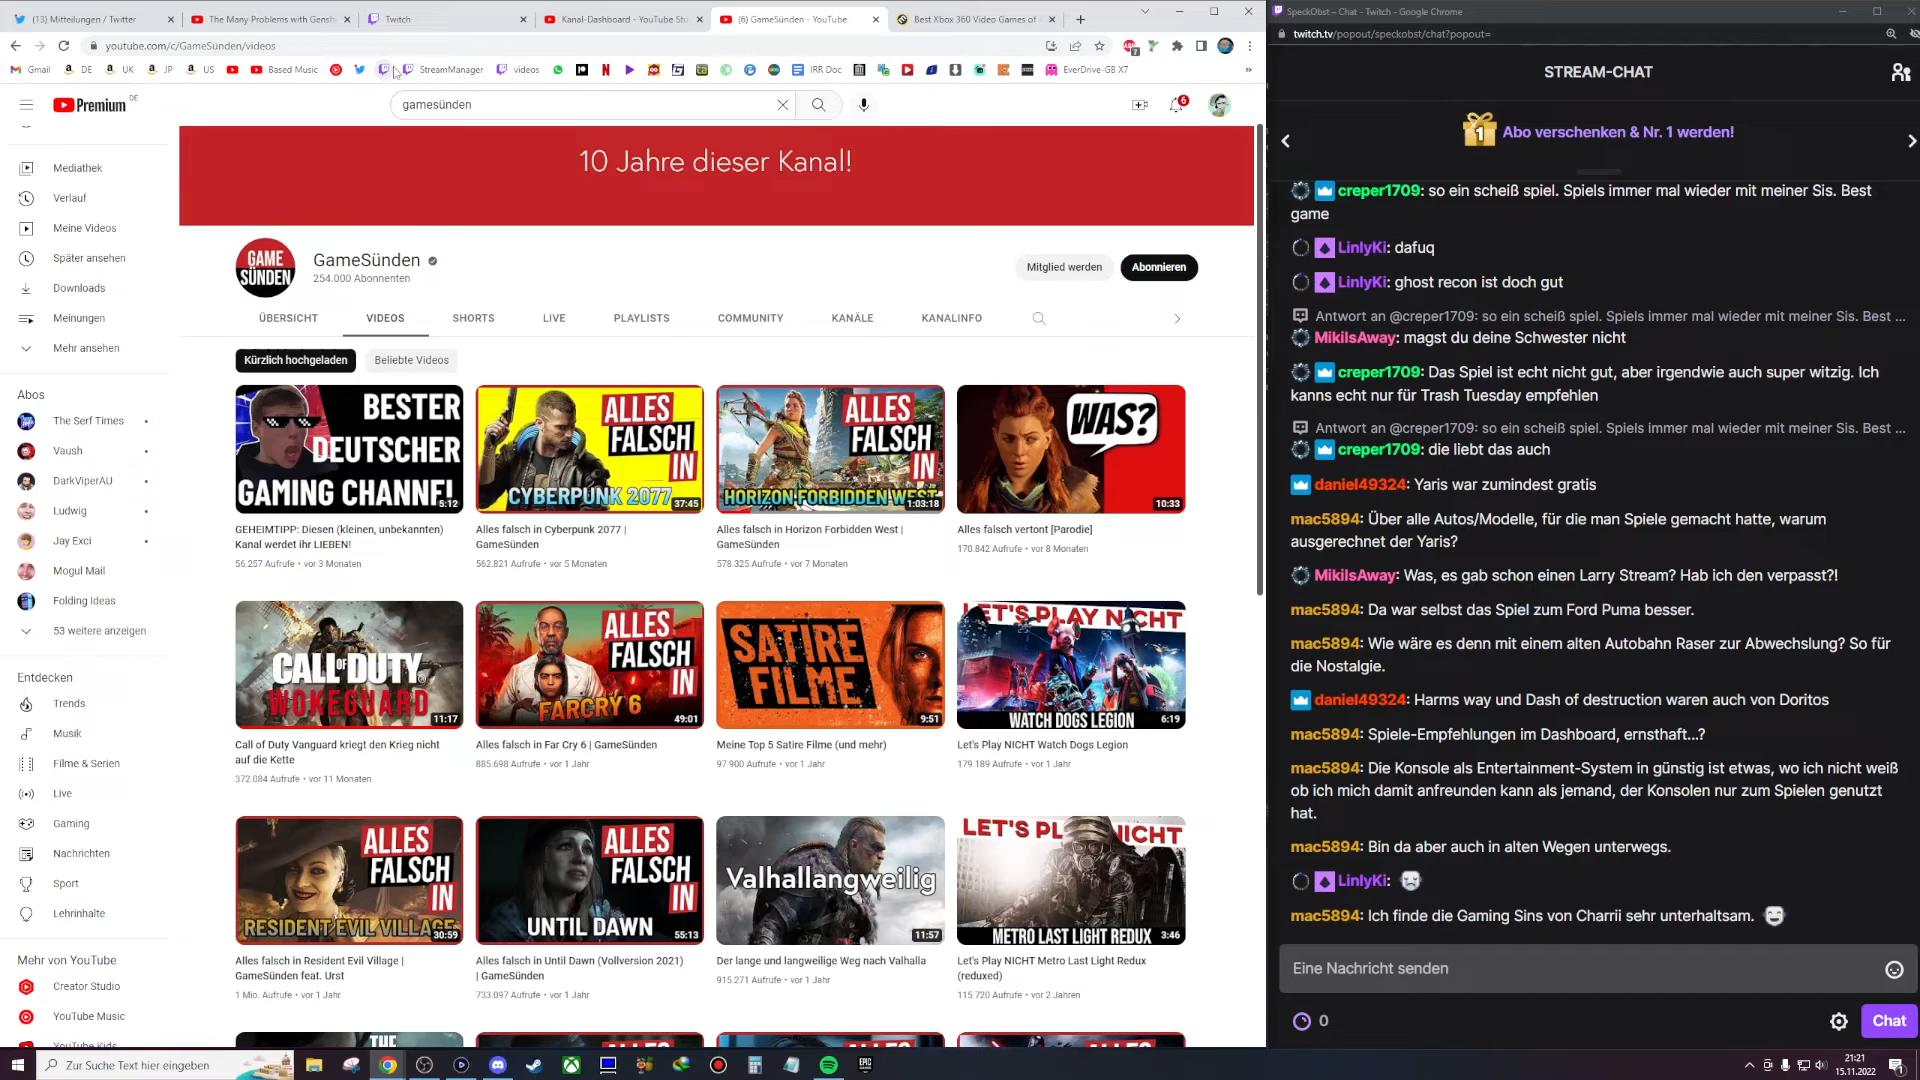 (13) Mitteilungen / Twitter
The Many Problems with Gensh
Twitch
Kanal-Dashboard - YouTube Stu
(6) GameSünden - YouTube
Best Xbox 360 Video Games of
SpeckObst – Chat - Twitch - Google Chrome
youtube.com/c/GameSünden/videos
twitch.tv/popout/speckobst/chat?popout=
Gmail
DE
UK
JP
US
Based Music
StreamManager
videos
IRR Doc
EverDrive-GB X7
Premium DE
gamesünden
6
STREAM-CHAT
Abo verschenken & Nr. 1 werden!
Mediathek
Verlauf
Meine Videos
Später ansehen
Downloads
Meinungen
Mehr ansehen
Abos
The Serf Times
Vaush
DarkViperAU
Ludwig
Jay Exci
Mogul Mail
Folding Ideas
53 weitere anzeigen
Entdecken
Trends
Musik
Filme & Serien
Live
Gaming
Nachrichten
Sport
Lehrinhalte
Mehr von YouTube
Creator Studio
YouTube Music
YouTube Kids
10 Jahre dieser Kanal!
GAME
SÜNDEN
GameSünden
254.000 Abonnenten
Mitglied werden
Abonnieren
ÜBERSICHT
VIDEOS
SHORTS
LIVE
PLAYLISTS
COMMUNITY
KANÄLE
KANALINFO
Kürzlich hochgeladen
Beliebte Videos
BESTER
DEUTSCHER
GAMING CHANNEL
5:12
GEHEIMTIPP: Diesen (kleinen, unbekannten)
Kanal werdet ihr LIEBEN!
56.257 Aufrufe • vor 3 Monaten
ALLES
FALSCH
IN
CYBERPUNK 2077
37:45
Alles falsch in Cyberpunk 2077 |
GameSünden
562.821 Aufrufe • vor 5 Monaten
ALLES
FALSCH
IN
HORIZON FORBIDDEN WEST
1:03:18
Alles falsch in Horizon Forbidden West |
GameSünden
578.325 Aufrufe • vor 7 Monaten
WAS?
10:33
Alles falsch vertont [Parodie]
170.842 Aufrufe • vor 8 Monaten
CALL OF DUTY
WOKEGUARD
11:17
Call of Duty Vanguard kriegt den Krieg nicht
auf die Kette
372.084 Aufrufe • vor 11 Monaten
ALLES
FALSCH
IN
FARCRY 6
49:01
Alles falsch in Far Cry 6 | GameSünden
885.698 Aufrufe • vor 1 Jahr
SATIRE
FILME
9:51
Meine Top 5 Satire Filme (und mehr)
97.900 Aufrufe • vor 1 Jahr
LET'S PLAY NICHT
WATCH DOGS LEGION
6:19
Let's Play NICHT Watch Dogs Legion
179.189 Aufrufe • vor 1 Jahr
ALLES
FALSCH
IN
RESIDENT EVIL VILLAGE
30:59
Alles falsch in Resident Evil Village |
GameSünden feat. Urst
1 Mio. Aufrufe • vor 1 Jahr
ALLES
FALSCH
IN
UNTIL DAWN
55:13
Alles falsch in Until Dawn (Vollversion 2021)
| GameSünden
733.097 Aufrufe • vor 1 Jahr
Valhallangweilig
11:57
Der lange und langweilige Weg nach Valhalla
915.271 Aufrufe • vor 1 Jahr
LET'S PLAY NICHT
METRO LAST LIGHT REDUX
3:46
Let's Play NICHT Metro Last Light Redux
(reduxed)
115.720 Aufrufe • vor 2 Jahren
THE
ALLES
ALLES
creper1709: so ein scheiß spiel. Spiels immer mal wieder mit meiner Sis. Best
game
LinlyKi: dafuq
LinlyKi: ghost recon ist doch gut
Antwort an @creper1709: so ein scheiß spiel. Spiels immer mal wieder mit meiner Sis. Best ...
MikiIsAway: magst du deine Schwester nicht
creper1709: Das Spiel ist echt nicht gut, aber irgendwie auch super witzig. Ich
kanns echt nur für Trash Tuesday empfehlen
Antwort an @creper1709: so ein scheiß spiel. Spiels immer mal wieder mit meiner Sis. Best ...
creper1709: die liebt das auch
daniel49324: Yaris war zumindest gratis
mac5894: Über alle Autos/Modelle, für die man Spiele gemacht hatte, warum
ausgerechnet der Yaris?
MikiIsAway: Was, es gab schon einen Larry Stream? Hab ich den verpasst?!
mac5894: Da war selbst das Spiel zum Ford Puma besser.
mac5894: Wie wäre es denn mit einem alten Autobahn Raser zur Abwechslung? So für
die Nostalgie.
daniel49324: Harms way und Dash of destruction waren auch von Doritos
mac5894: Spiele-Empfehlungen im Dashboard, ernsthaft...?
mac5894: Die Konsole als Entertainment-System in günstig ist etwas, wo ich nicht weiß
ob ich mich damit anfreunden kann als jemand, der Konsolen nur zum Spielen genutzt
hat.
mac5894: Bin da aber auch in alten Wegen unterwegs.
LinlyKi:
mac5894: Ich finde die Gaming Sins von Charrii sehr unterhaltsam.
Eine Nachricht senden
0
Chat
Zur Suche Text hier eingeben
21:21
15.11.2022